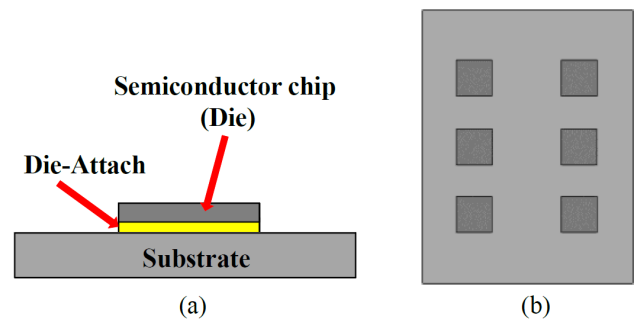 Semiconductor chip
(Die)
Die-Attach
Substrate
(a)
(b)